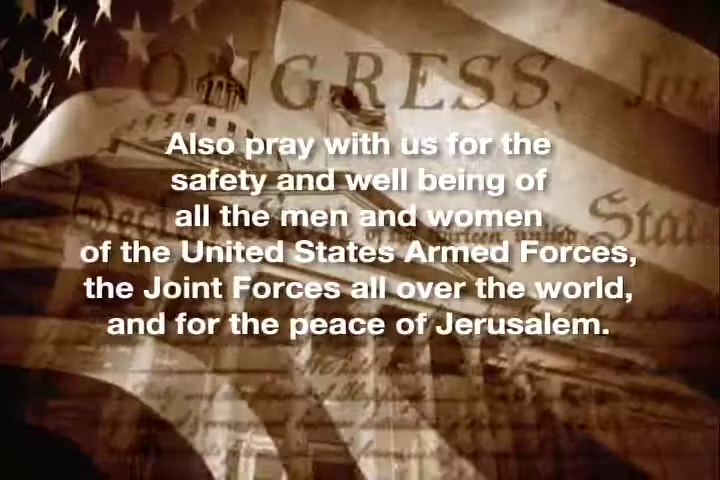 CONGRESS,
Also pray with us for the
safety and well being of
all the men and women
of the United States Armed Forces,
the Joint Forces all over the world,
and for the peace of Jerusalem.